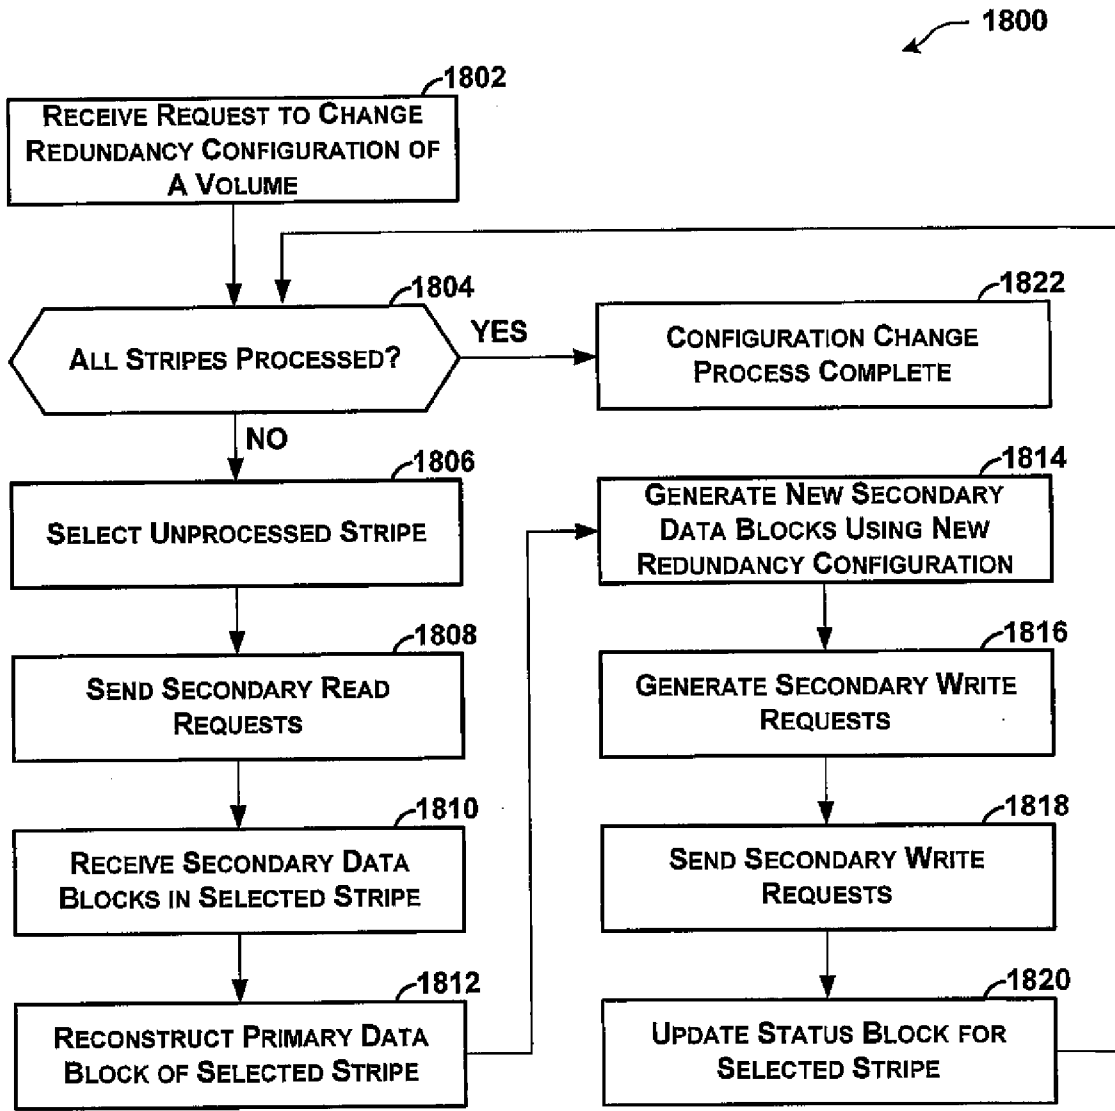 1800
1802
RECEIVE REQUEST TO CHANGE
REDUNDANCY CONFIGURATION OF
A VOLUME
1804
ALL STRIPES PROCESSED?
YES
NO
1822
CONFIGURATION CHANGE
PROCESS COMPLETE
1806
SELECT UNPROCESSED STRIPE
1808
SEND SECONDARY READ
REQUESTS
1810
RECEIVE SECONDARY DATA
BLOCKS IN SELECTED STRIPE
1812
RECONSTRUCT PRIMARY DATA
BLOCK OF SELECTED STRIPE
1814
GENERATE NEW SECONDARY
DATA BLOCKS USING NEW
REDUNDANCY CONFIGURATION
1816
GENERATE SECONDARY WRITE
REQUESTS
1818
SEND SECONDARY WRITE
REQUESTS
1820
UPDATE STATUS BLOCK FOR
SELECTED STRIPE